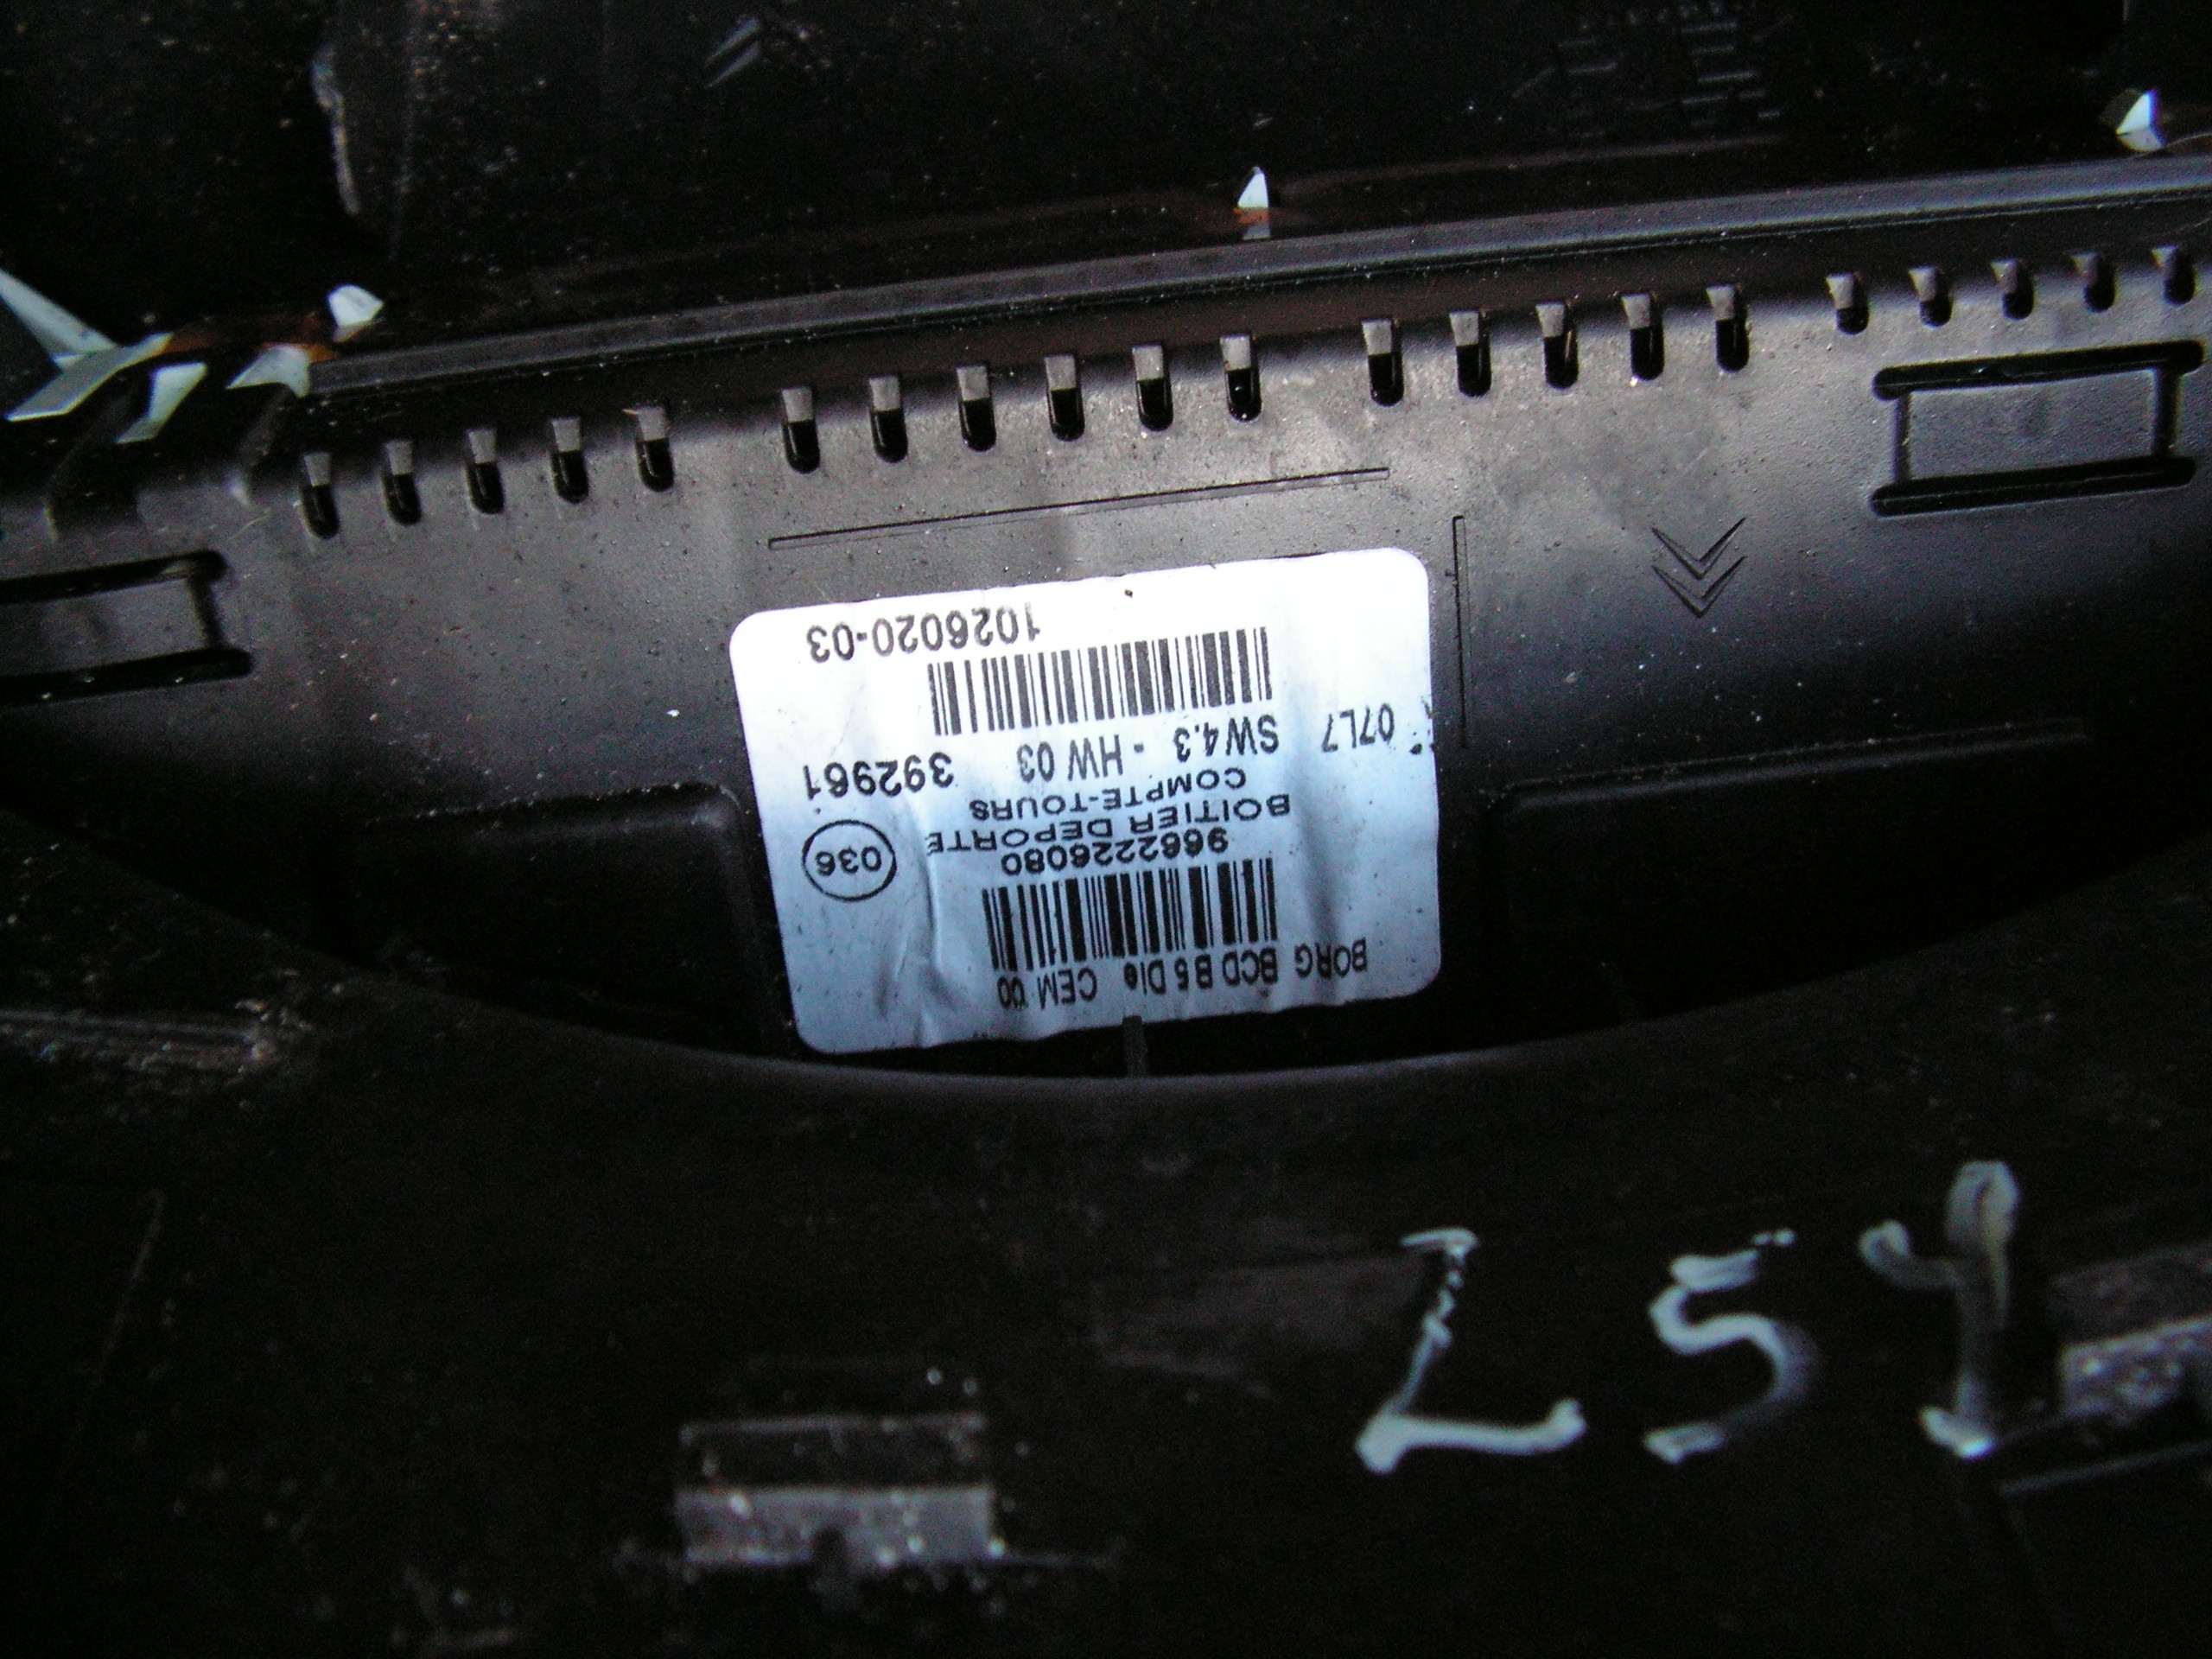 BORG BCD B5 Die CEM 00
9662226080
BOITIER DEPORTE
COMPTE-TOURS
036
07L7 SW4.3 - HW 03 392961
1026020-03